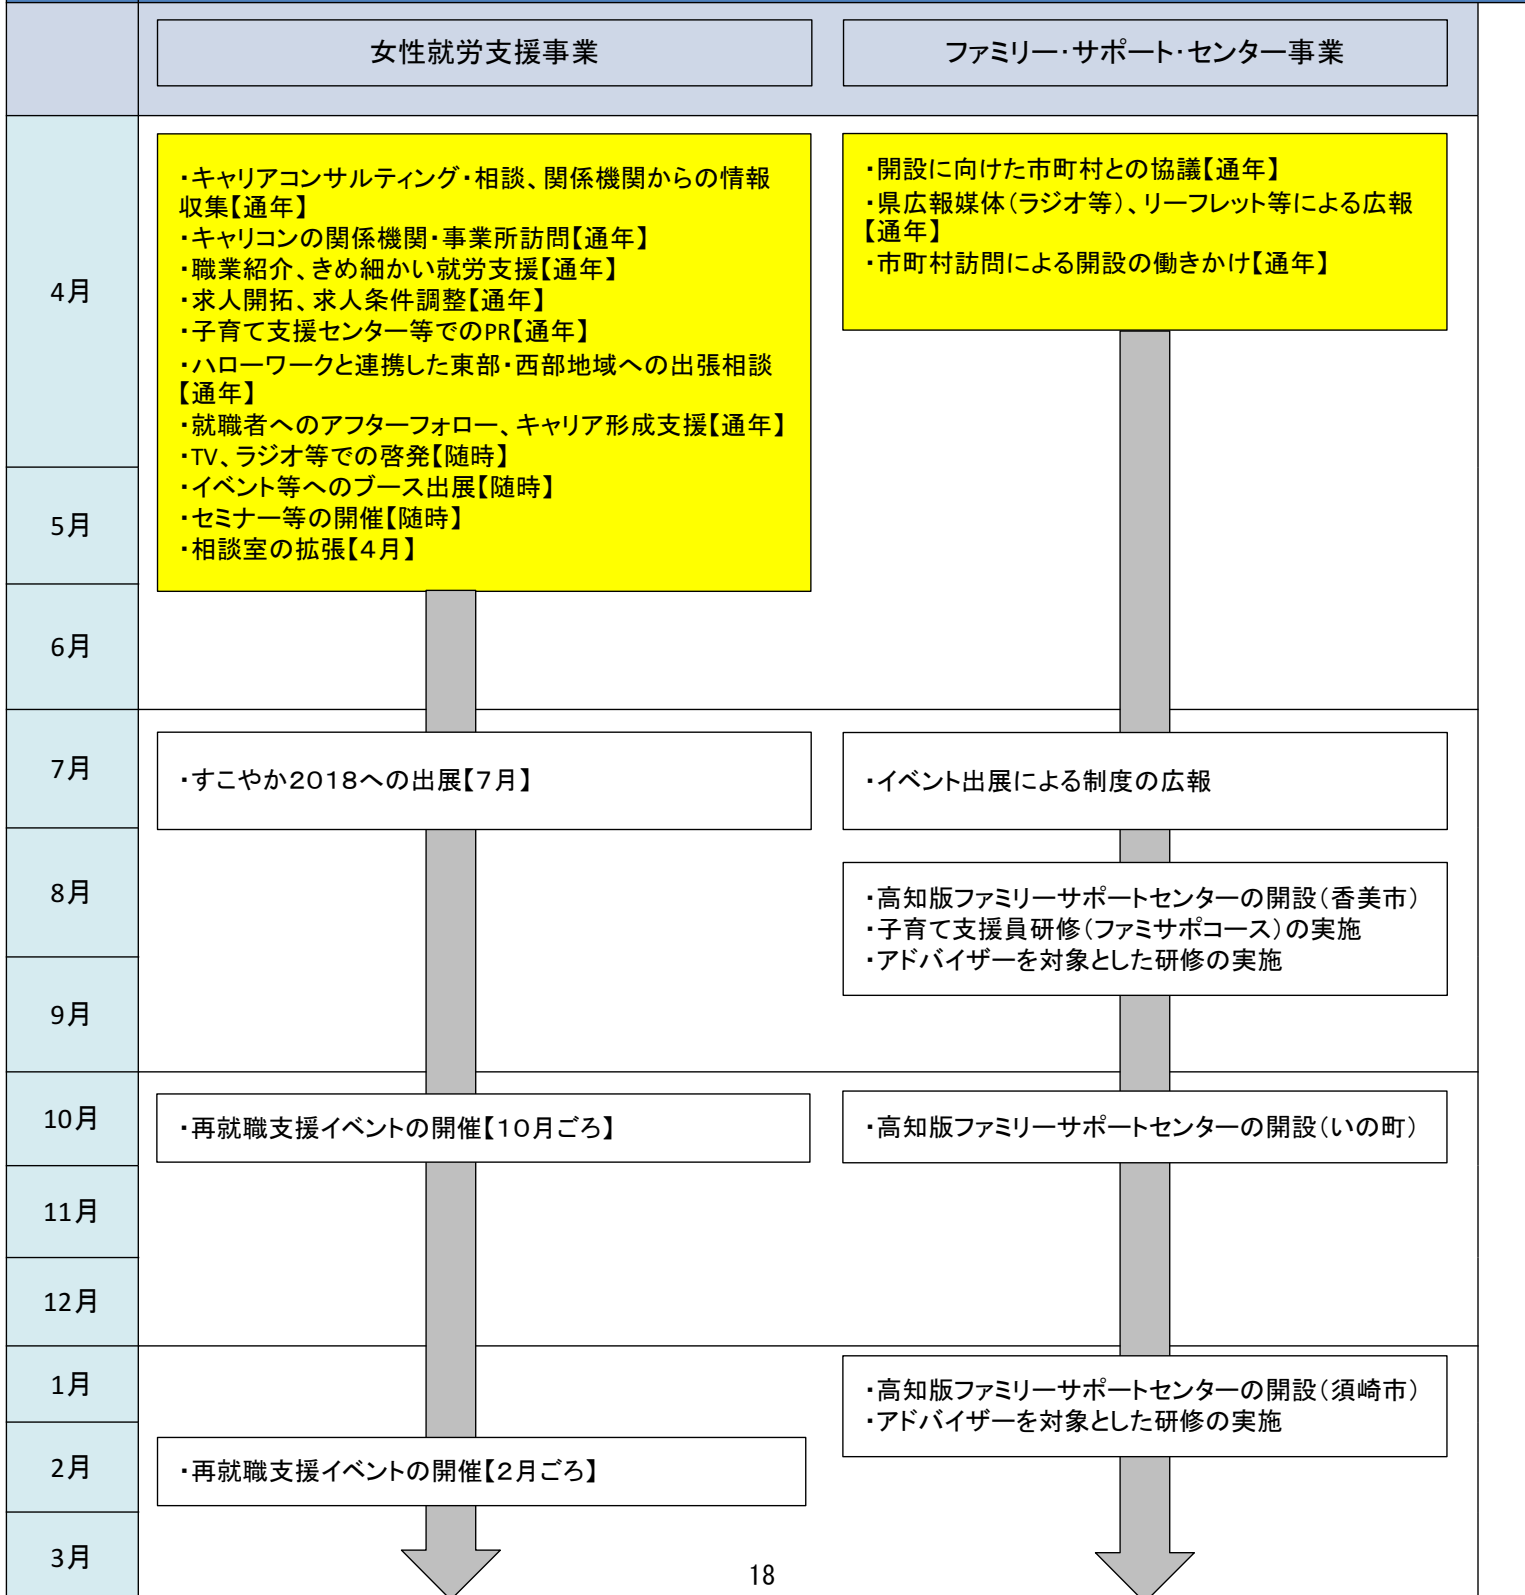 女性就労支援事業
ファミリー・サポート・センター事業
4月
・キャリアコンサルティング・相談、関係機関からの情報
収集【通年】
・キャリコンの関係機関・事業所訪問【通年】
・職業紹介、きめ細かい就労支援【通年】
・求人開拓、求人条件調整【通年】
・子育て支援センター等でのPR【通年】
・ハローワークと連携した東部・西部地域への出張相談
【通年】
・就職者へのアフターフォロー、キャリア形成支援【通年】
・TV、ラジオ等での啓発【随時】
・イベント等へのブース出展【随時】
・セミナー等の開催【随時】
・相談室の拡張【４月】
・開設に向けた市町村との協議【通年】
・県広報媒体（ラジオ等）、リーフレット等による広報
【通年】
・市町村訪問による開設の働きかけ【通年】
5月
6月
7月
・すこやか２０１８への出展【７月】
・イベント出展による制度の広報
8月
・高知版ファミリーサポートセンターの開設（香美市）
・子育て支援員研修（ファミサポコース）の実施
・アドバイザーを対象とした研修の実施
9月
10月
・再就職支援イベントの開催【１０月ごろ】
・高知版ファミリーサポートセンターの開設（いの町）
11月
12月
1月
・高知版ファミリーサポートセンターの開設（須崎市）
・アドバイザーを対象とした研修の実施
2月
・再就職支援イベントの開催【２月ごろ】
3月
18